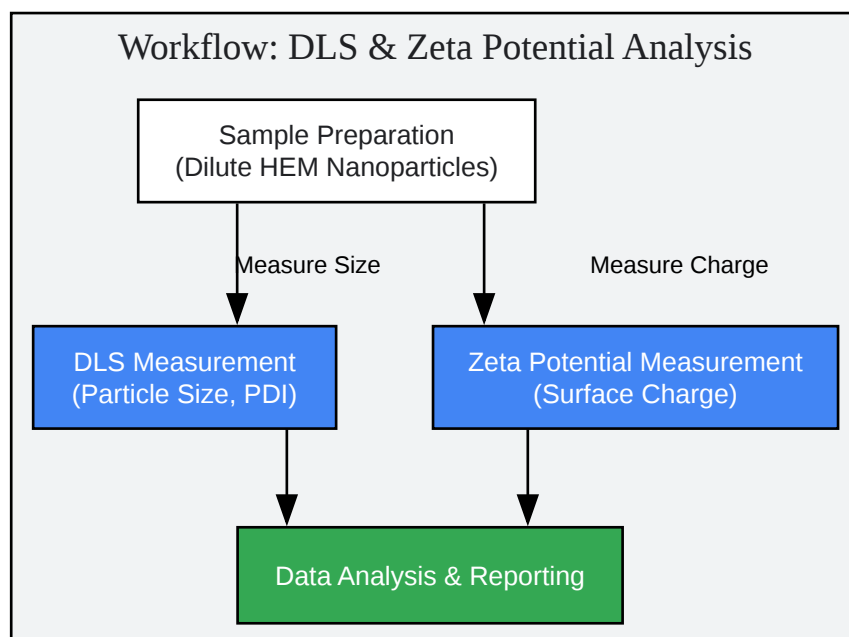 Workflow: DLS & Zeta Potential Analysis
Sample Preparation
(Dilute HEM Nanoparticles)
Measure Size
Measure Charge
DLS Measurement
(Particle Size, PDI)
Zeta Potential Measurement
(Surface Charge)
Data Analysis & Reporting